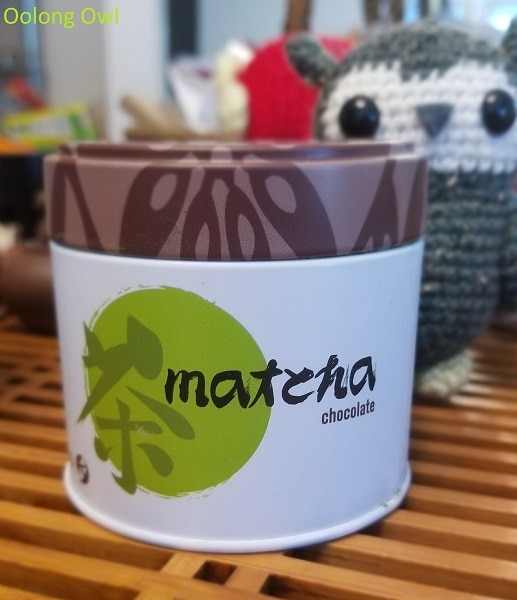 Oolong Owl
茶
matcha
chocolate